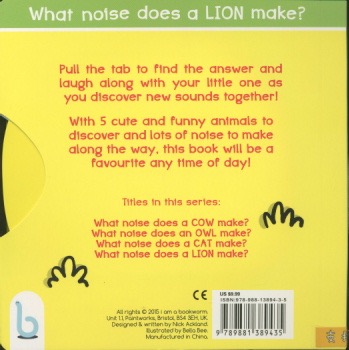 What noise does a LION make?
Pull the tab to find the answer and
laugh along with your little one as
you discover new sounds together!
With 5 cute and funny animals to
discover and lots of noise to make
along the way, this book will be a
favourite any time of day!
Titles in this series:
What noise does a COW make?
What noise does an OWL make?
What noise does a CAT make?
What noise does a LION make?
All rights © 2015 i am a bookworm.
Unit 1.1, Paintworks, Bristol, BS4 3EH, UK.
Designed & written by Nick Ackland.
Illustrated by Bella Bee.
Manufactured in China.
CE
ISBN:978-988-13894-3-5
9 789881 389435
b